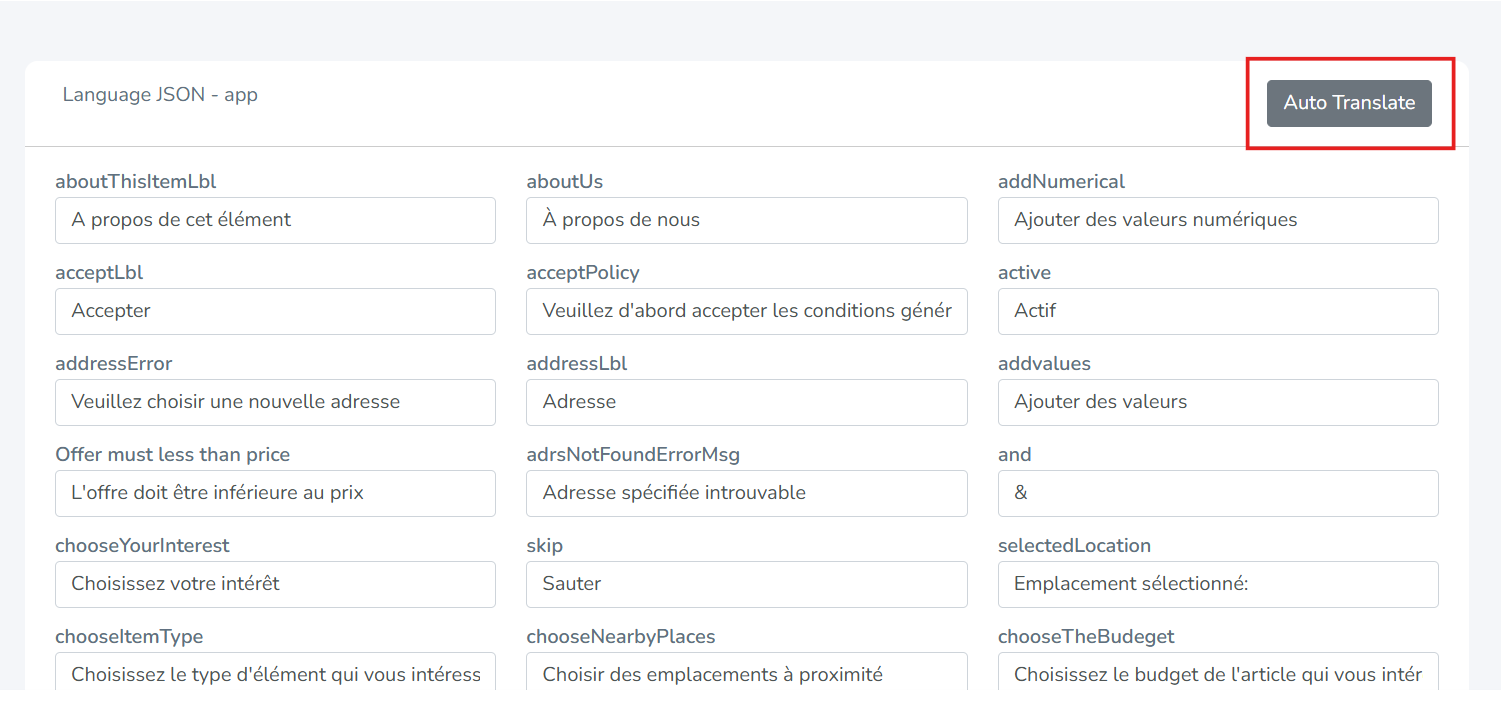 Language JSON - app
Auto Translate
aboutThisItemLbl
aboutUs
addNumerical
A propos de cet élément
À propos de nous
Ajouter des valeurs numériques
acceptLbl
acceptPolicy
active
Accepter
Veuillez d'abord accepter les conditions génér
Actif
addressError
addressLbl
addvalues
Veuillez choisir une nouvelle adresse
Adresse
Ajouter des valeurs
Offer must less than price
adrsNotFoundErrorMsg
and
L'offre doit être inférieure au prix
Adresse spécifiée introuvable
&
chooseYourInterest
skip
selectedLocation
Choisissez votre intérêt
Sauter
Emplacement sélectionné:
chooseItemType
chooseNearbyPlaces
chooseTheBudeget
Choisissez le type d'élément qui vous intéress
Choisir des emplacements à proximité
Choisissez le budget de l'article qui vous intér